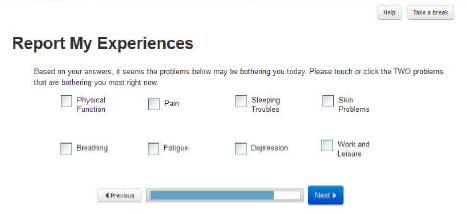 Help Take a break
Report My Experiences
Based on your answers, it seems the problems below may be bothering you today. Please touch or click the TWO problems
that are bothering you most right now.
Physical Function
Pain
Sleeping Troubles
Skin Problems
Breathing
Fatigue
Depression
Work and Leisure
Previous Next